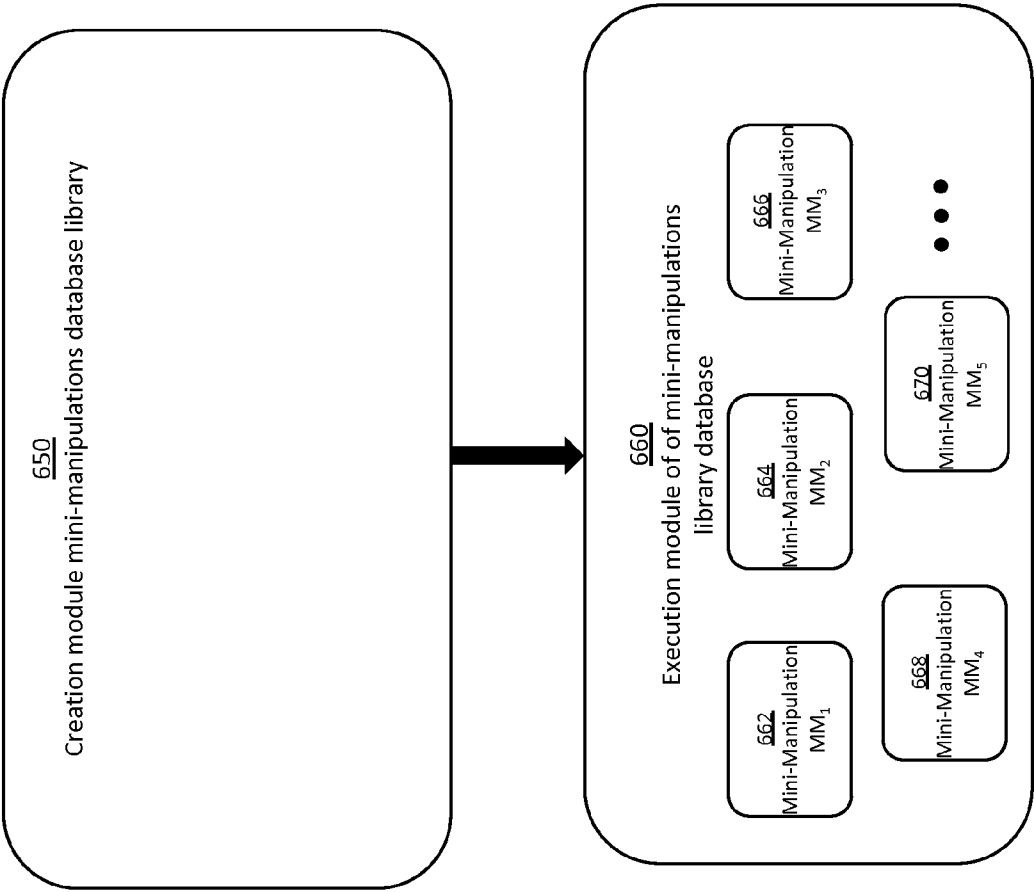 650
Creation module mini-manipulations database library
660
Execution module of of mini-manipulations
library database
662
Mini-Manipulation
MM₁
664
Mini-Manipulation
MM₂
666
Mini-Manipulation
MM₃
668
Mini-Manipulation
MM₄
670
Mini-Manipulation
MM₅